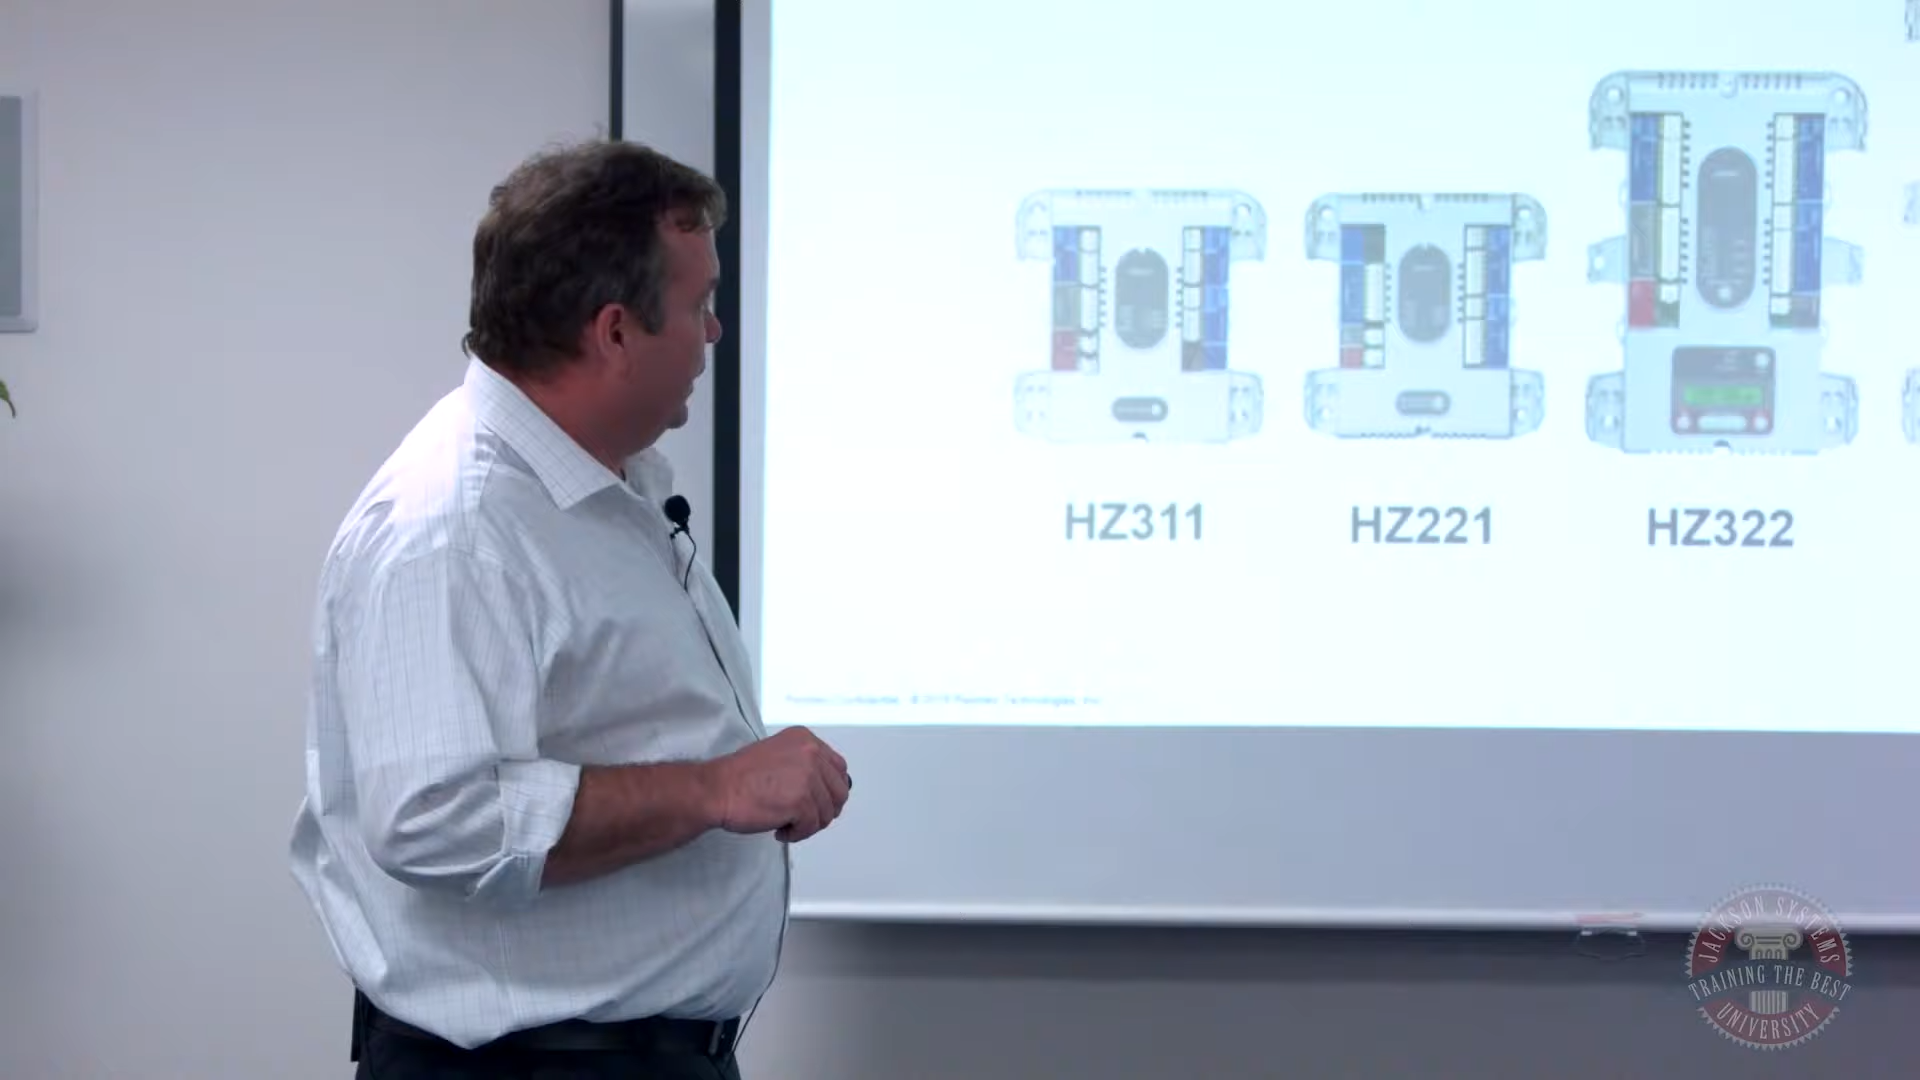 HZ311
HZ221
HZ322
JACKSON SYSTEMS
TRAINING THE BEST
UNIVERSITY